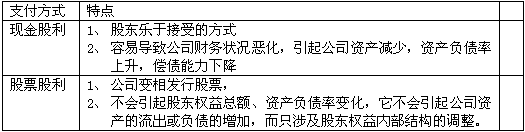 支付方式 特点
现金股利 1、 股东乐于接受的方式
2、 容易导致公司财务状况恶化，引起公司资产减少，资产负债率
上升，偿债能力下降
股票股利 1、 公司变相发行股票，
2、 不会引起股东权益总额、资产负债率变化，它不会引起公司资
产的流出或负债的增加，而只涉及股东权益内部结构的调整。